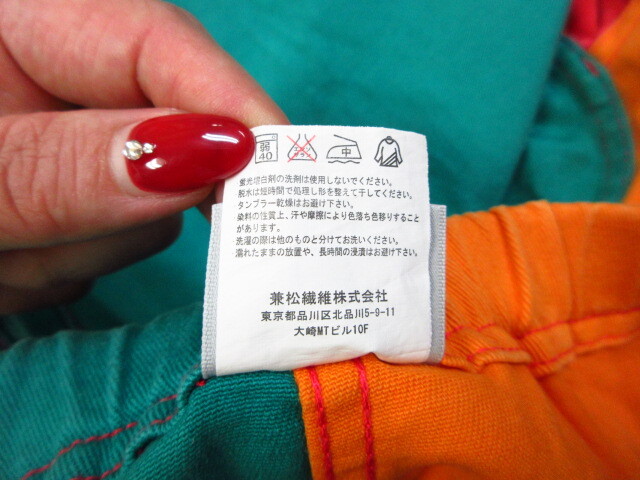 弱 40 エンソサラシ 中
蛍光増白剤の洗剤は使用しないでください。
脱水は短時間で処理し形を整えて干してください。
タンブラー乾燥はお避け下さい。
染料の性質上、汗や摩擦により色落ち色移りすること
があります。
洗濯の際は他のものと分けてお洗いください。
濡れたままの放置や、長時間の浸漬はお避け下さい。
兼松繊維株式会社
東京都品川区北品川5-9-11
大崎MTビル10F